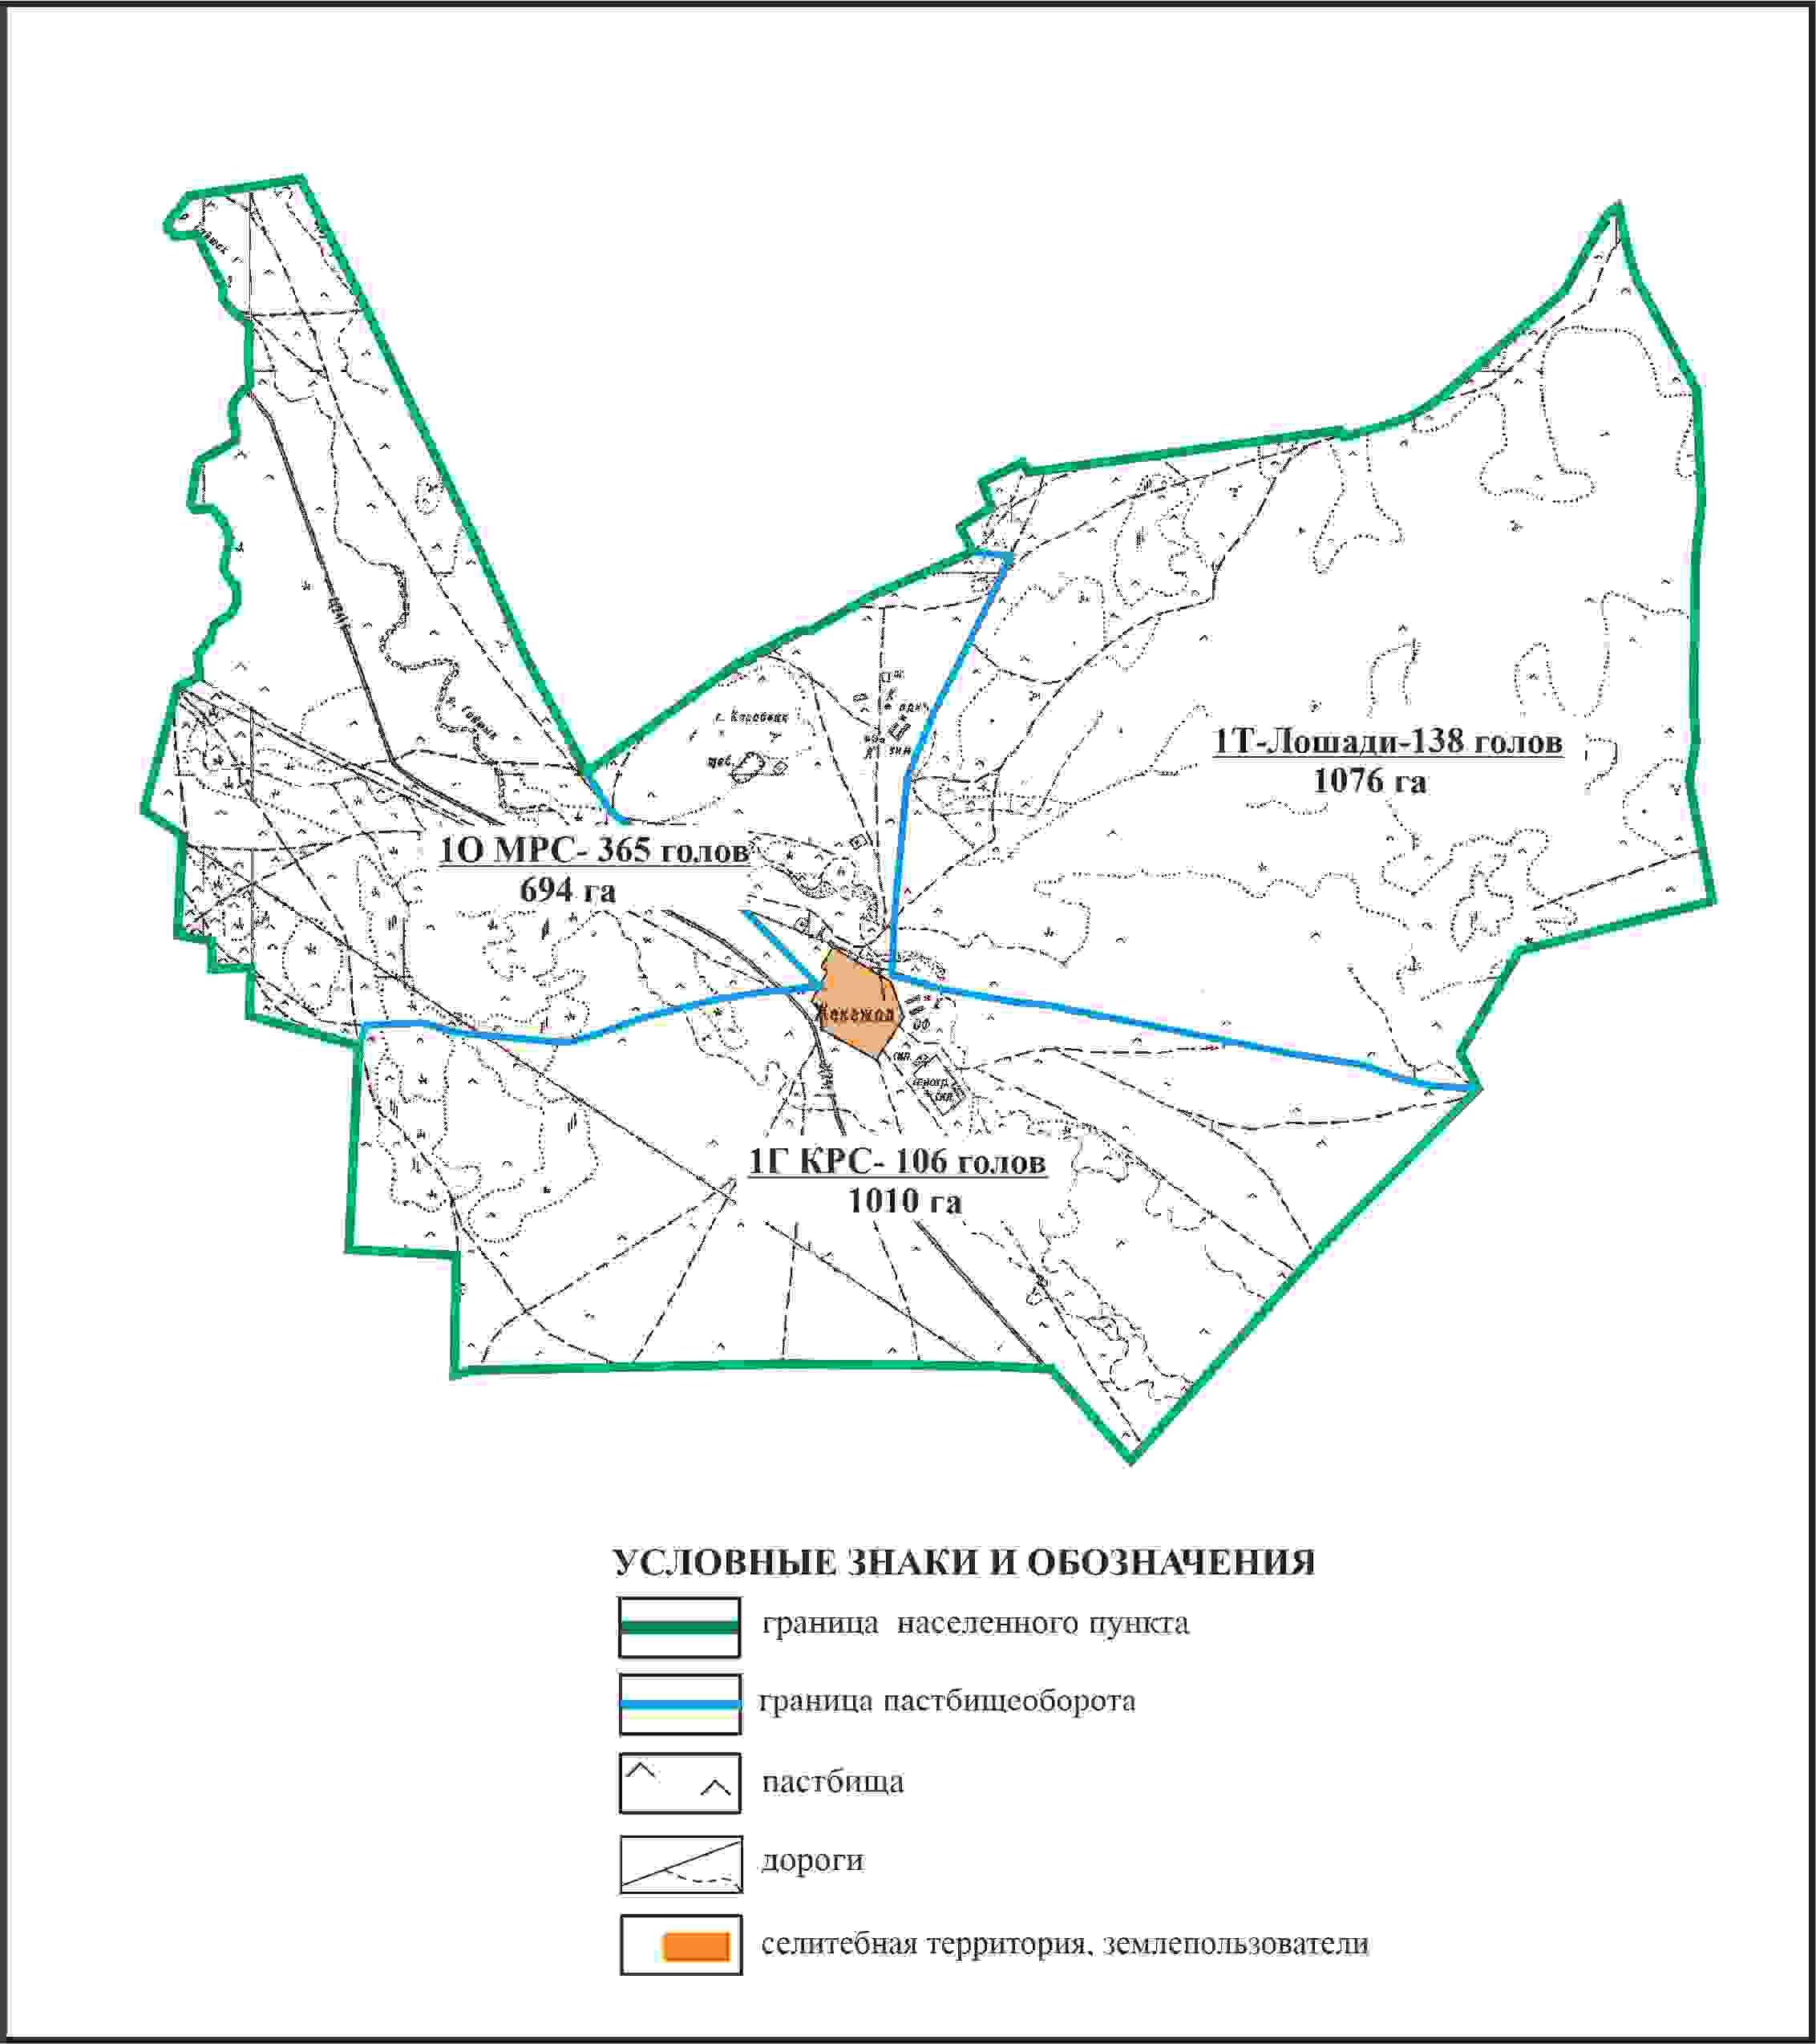 г. Карабиик
1Т-Лошади-138 голов
1076 га
1О МРС- 365 голов
694 га
1Г КРС- 106 голов
1010 га
УСЛОВНЫЕ ЗНАКИ И ОБОЗНАЧЕНИЯ
граница населенного пункта
граница пастбищеоборота
пастбища
дороги
селитебная территория, землепользователи